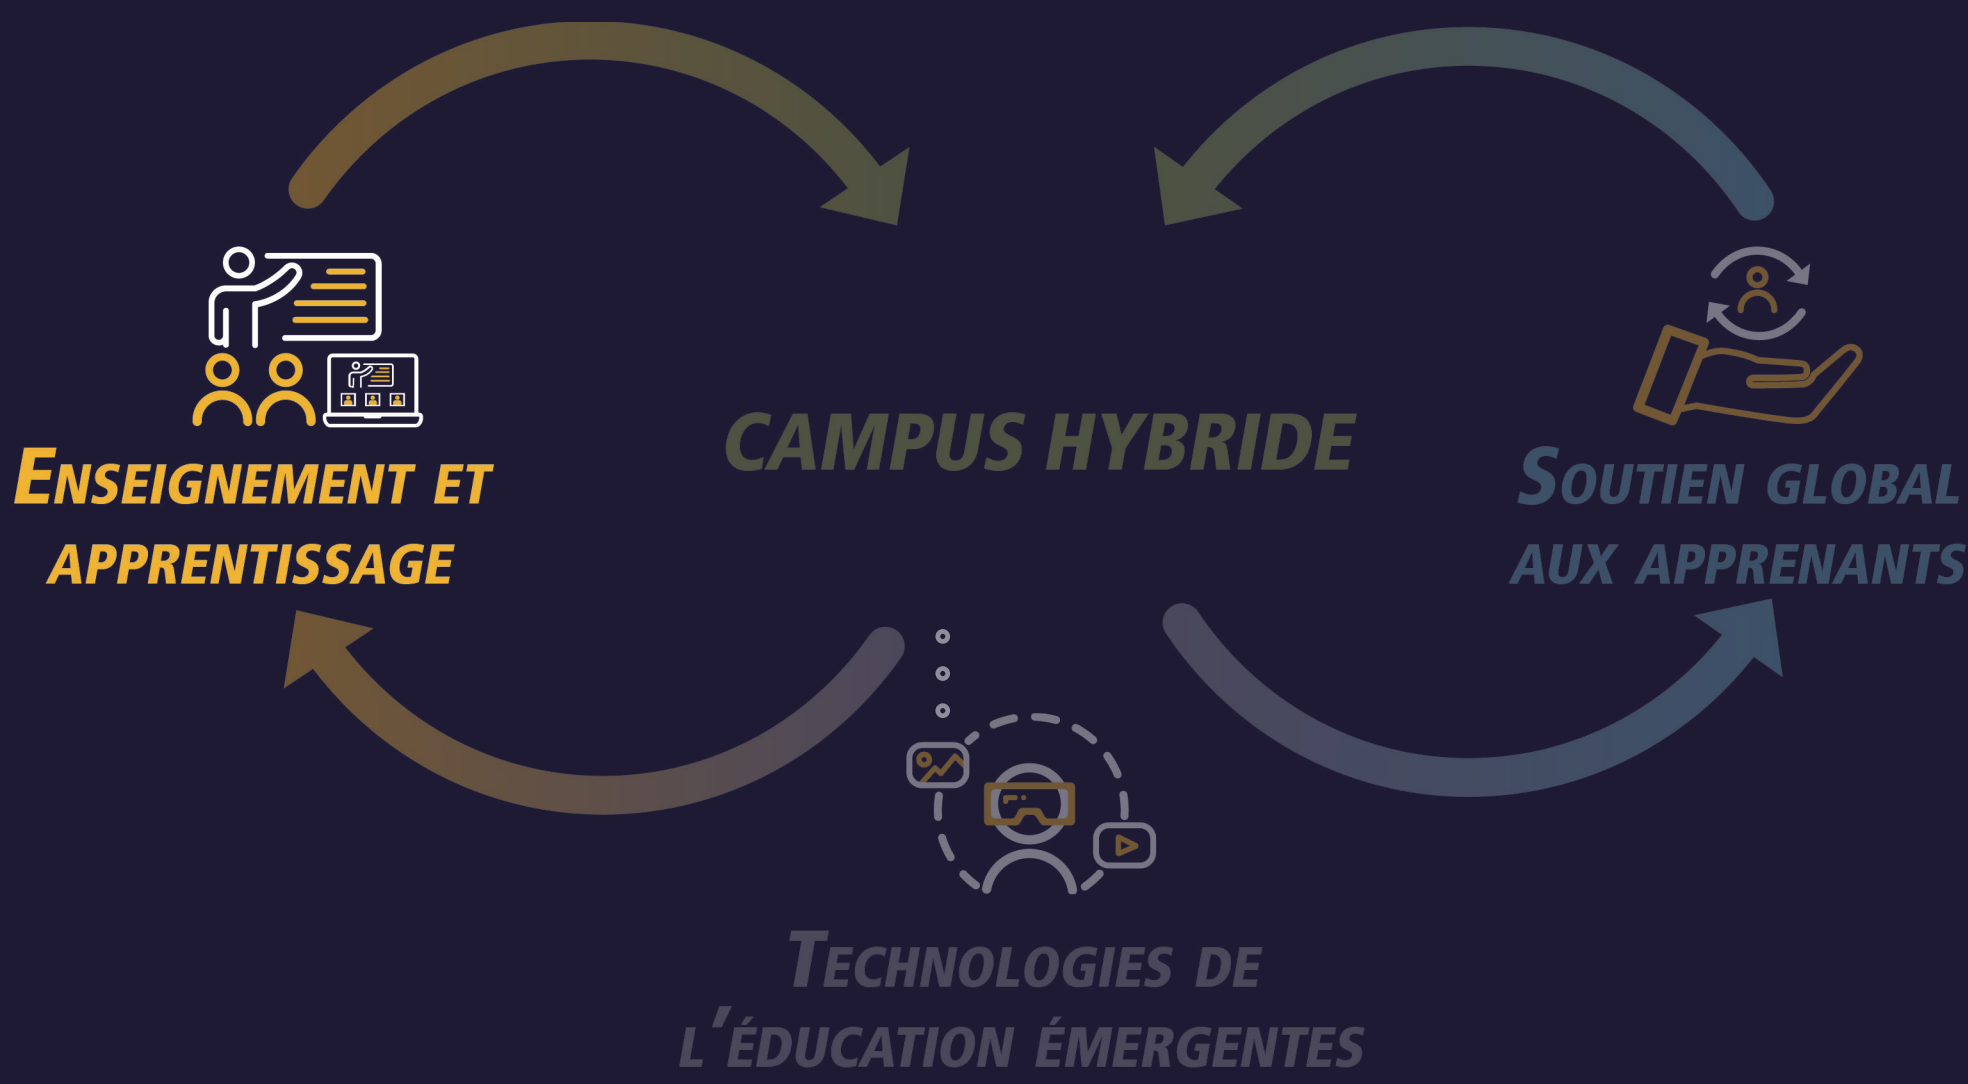 CAMPUS HYBRIDE
ENSEIGNEMENT ET
APPRENTISSAGE
SOUTIEN GLOBAL
AUX APPRENANTS
TECHNOLOGIES DE
L'ÉDUCATION ÉMERGENTES